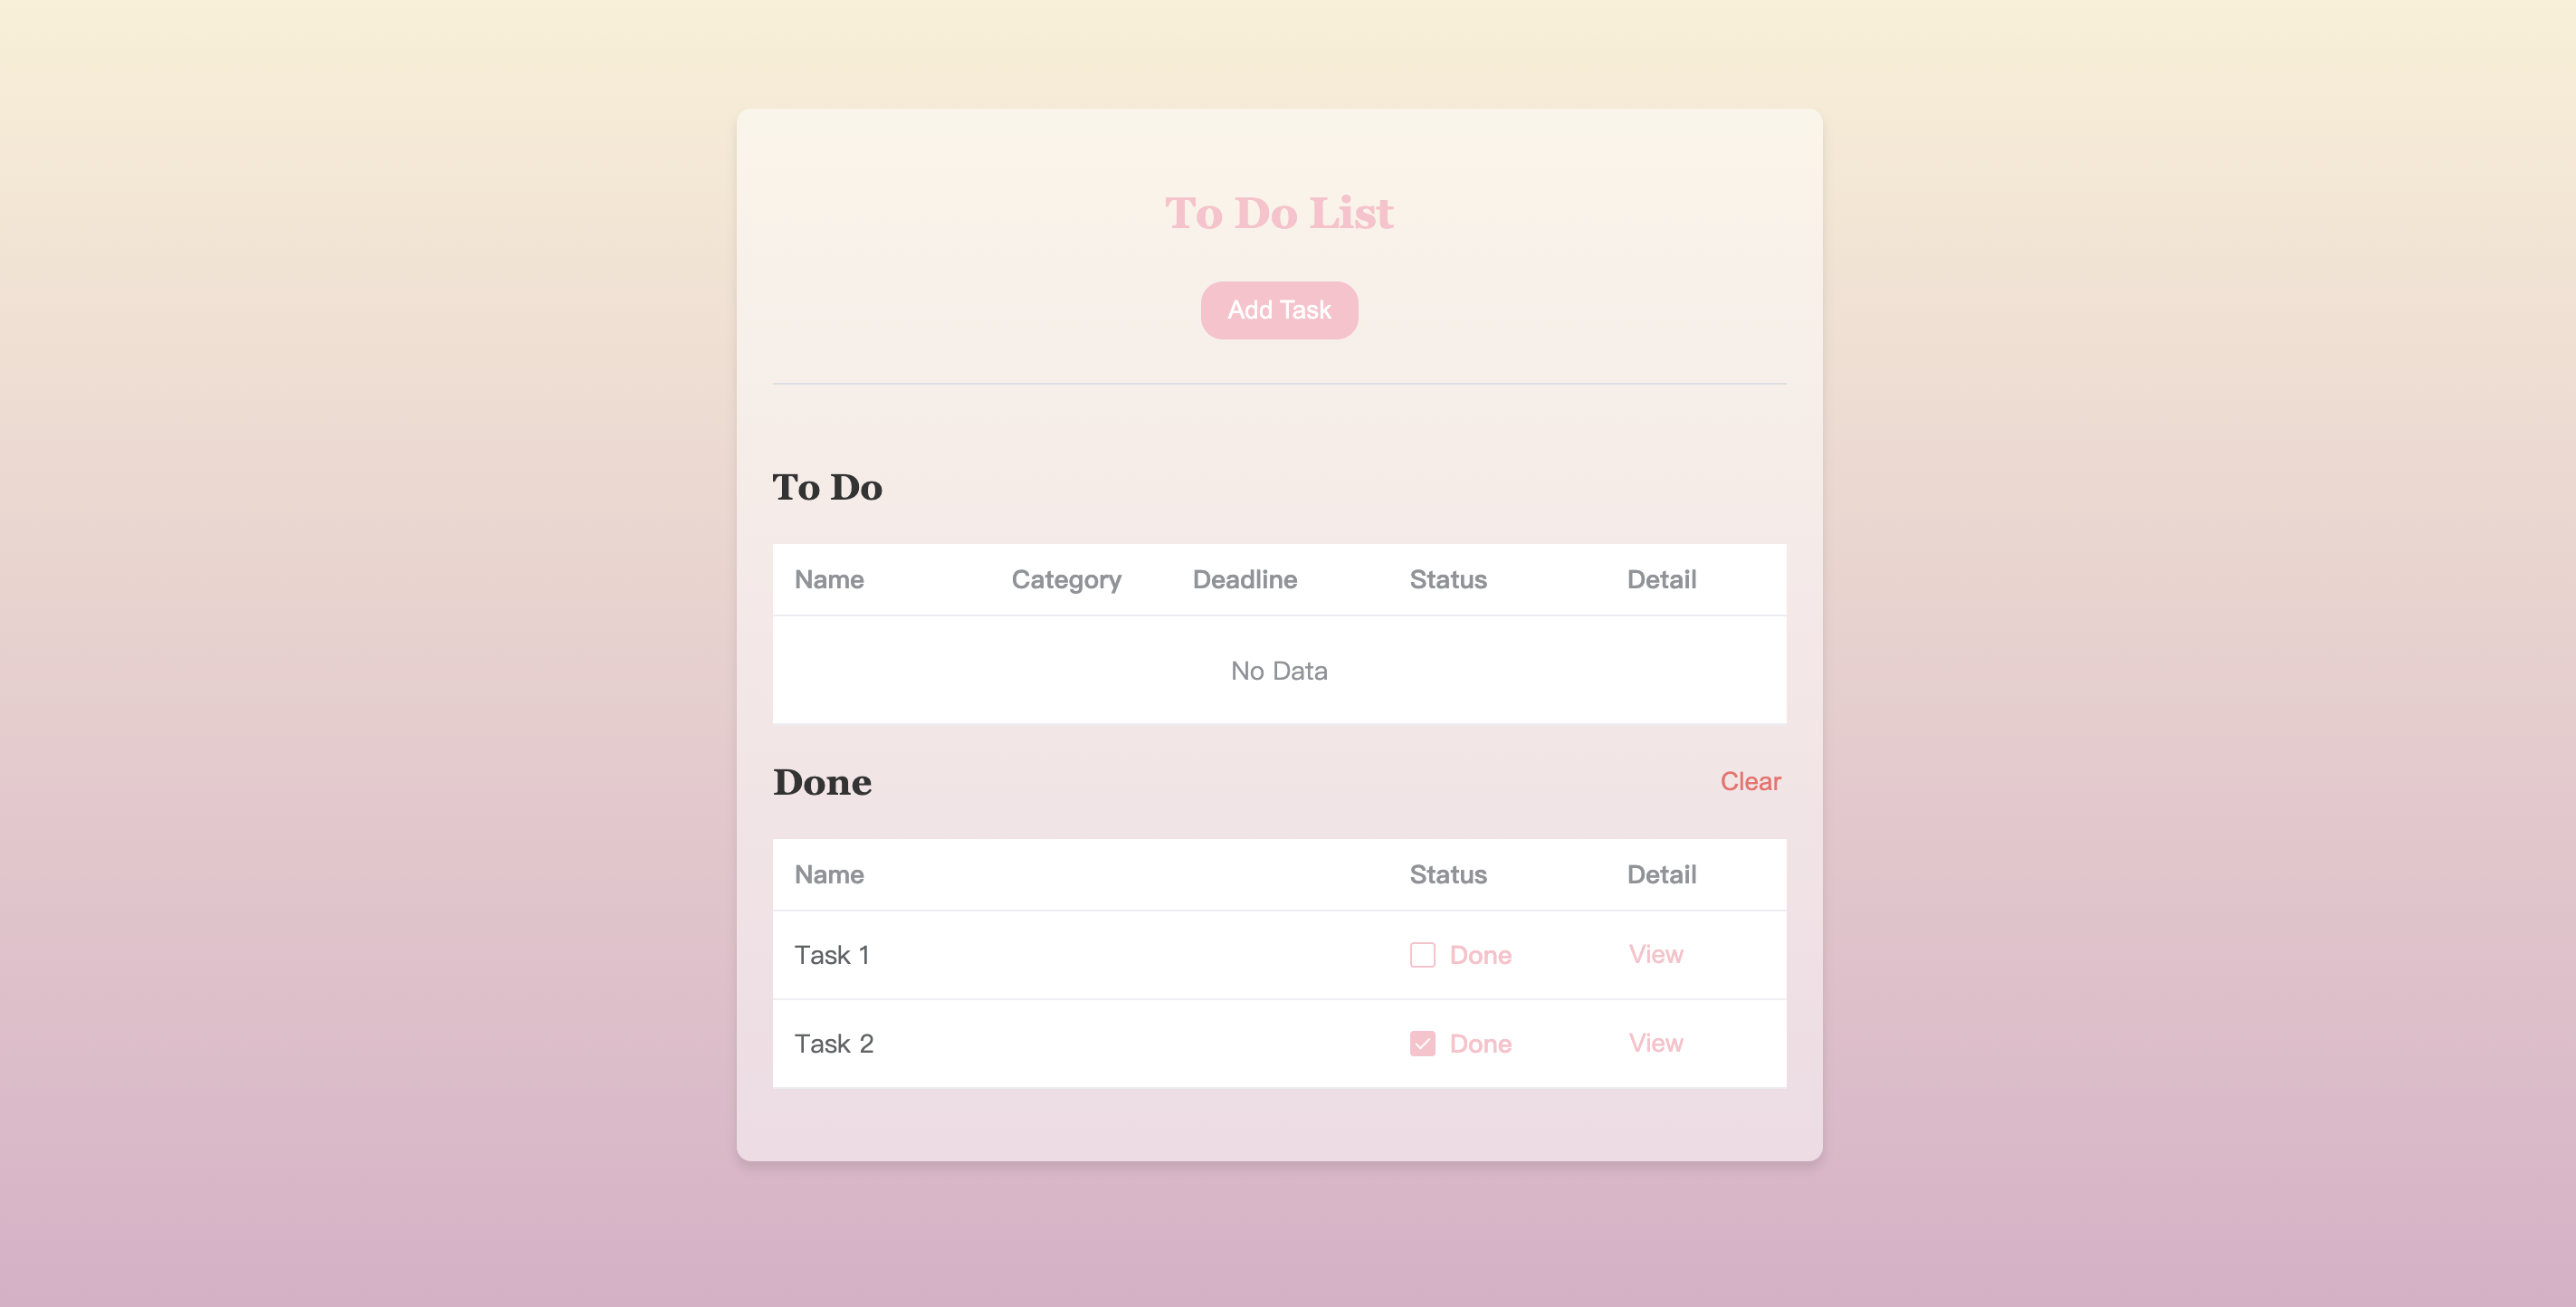 To Do List
Add Task
To Do
Name Category Deadline Status Detail
No Data
Done Clear
Name Status Detail
Task 1 Done View
Task 2 Done View